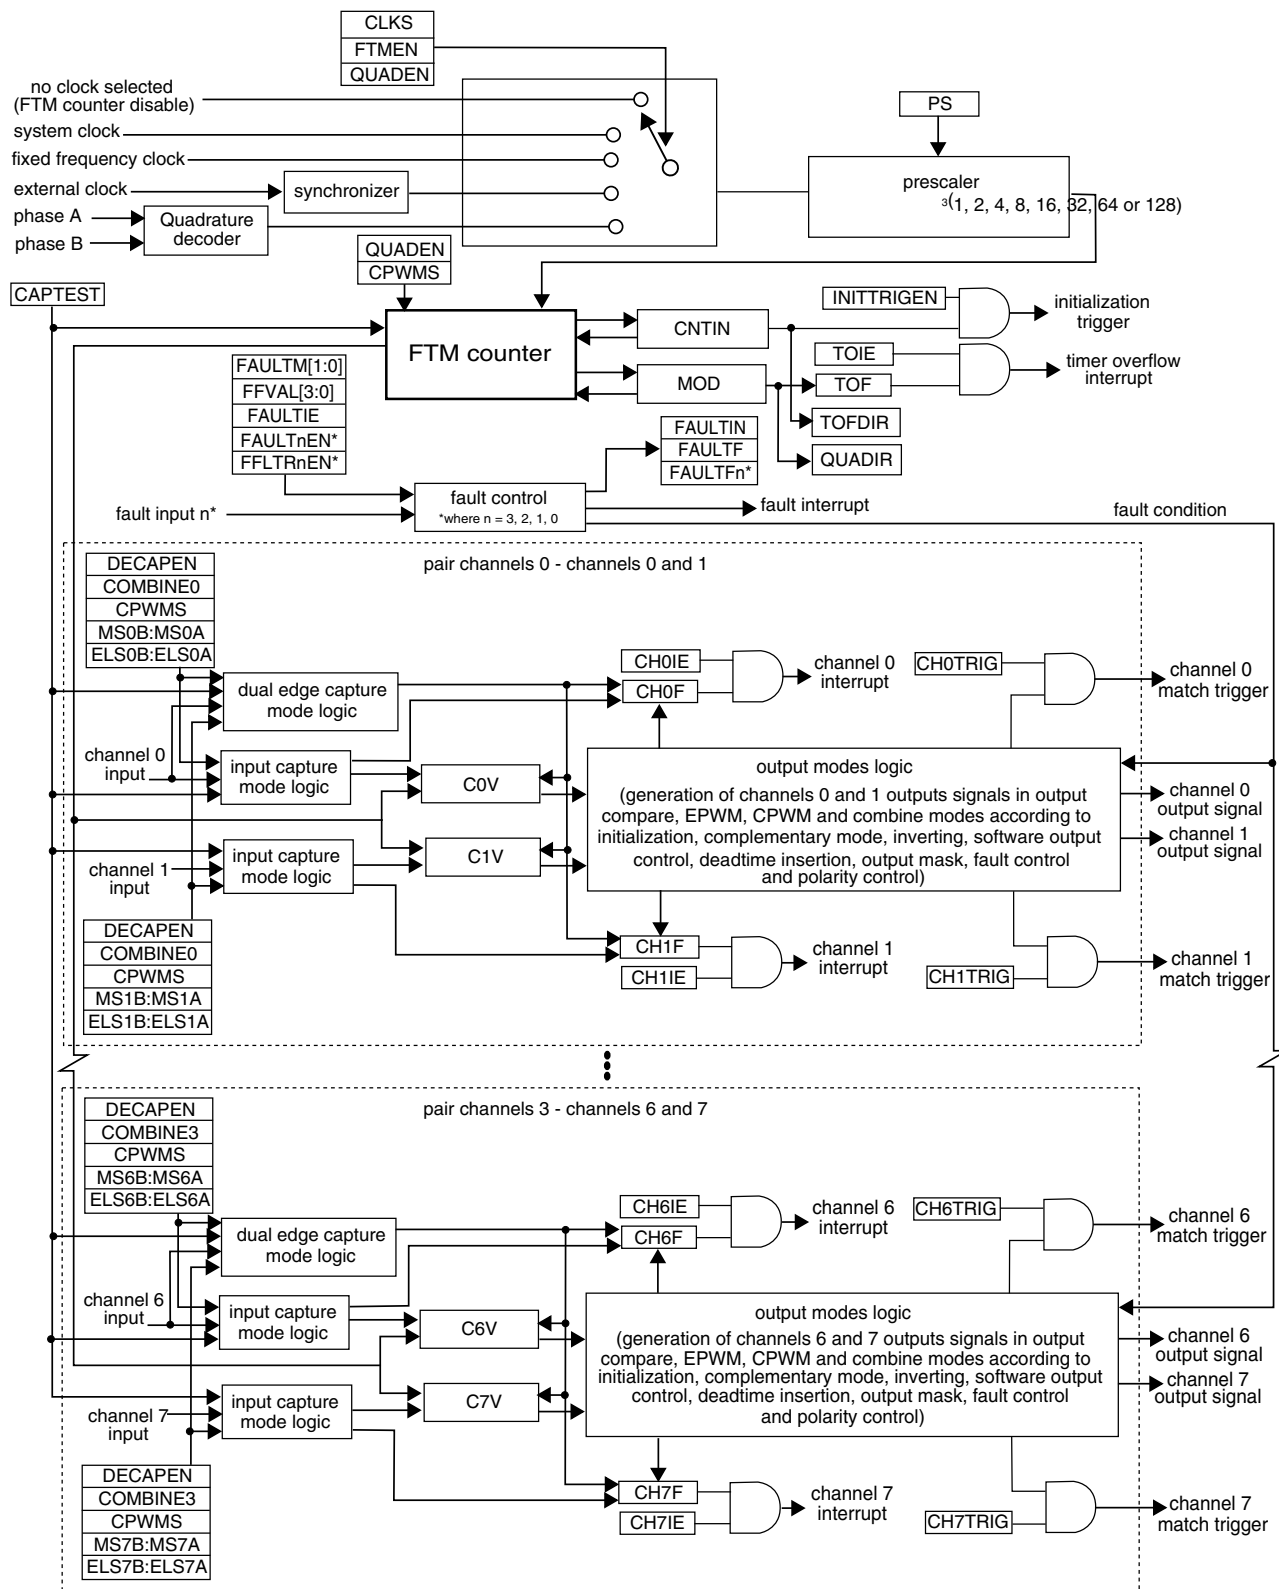 CLKS
FTMEN
QUADEN
no clock selected
(FTM counter disable)
system clock
fixed frequency clock
external clock
synchronizer
phase A
phase B
Quadrature
decoder
PS
prescaler
3(1, 2, 4, 8, 16, 32, 64 or 128)
QUADEN
CPWMS
CAPTEST
FTM counter
CNTIN
MOD
INITTRIGEN
initialization
trigger
TOIE
TOF
timer overflow
interrupt
TOFDIR
QUADIR
FAULTM[1:0]
FFVAL[3:0]
FAULTIE
FAULTnEN*
FFLTRnEN*
FAULTIN
FAULTF
FAULTFn*
fault input n*
fault control
*where n = 3, 2, 1, 0
fault interrupt
fault condition
pair channels 0 - channels 0 and 1
DECAPEN
COMBINE0
CPWMS
MS0B:MS0A
ELS0B:ELS0A
dual edge capture
mode logic
channel 0
input
input capture
mode logic
channel 1
input
input capture
mode logic
DECAPEN
COMBINE0
CPWMS
MS1B:MS1A
ELS1B:ELS1A
C0V
C1V
CH0IE
CH0F
channel 0
interrupt
CH0TRIG
channel 0
match trigger
output modes logic
(generation of channels 0 and 1 outputs signals in output
compare, EPWM, CPWM and combine modes according to
initialization, complementary mode, inverting, software output
control, deadtime insertion, output mask, fault control
and polarity control)
channel 0
output signal
channel 1
output signal
CH1F
CH1IE
channel 1
interrupt
CH1TRIG
channel 1
match trigger
pair channels 3 - channels 6 and 7
DECAPEN
COMBINE3
CPWMS
MS6B:MS6A
ELS6B:ELS6A
dual edge capture
mode logic
channel 6
input
input capture
mode logic
channel 7
input
input capture
mode logic
DECAPEN
COMBINE3
CPWMS
MS7B:MS7A
ELS7B:ELS7A
C6V
C7V
CH6IE
CH6F
channel 6
interrupt
CH6TRIG
channel 6
match trigger
output modes logic
(generation of channels 6 and 7 outputs signals in output
compare, EPWM, CPWM and combine modes according to
initialization, complementary mode, inverting, software output
control, deadtime insertion, output mask, fault control
and polarity control)
channel 6
output signal
channel 7
output signal
CH7F
CH7IE
channel 7
interrupt
CH7TRIG
channel 7
match trigger